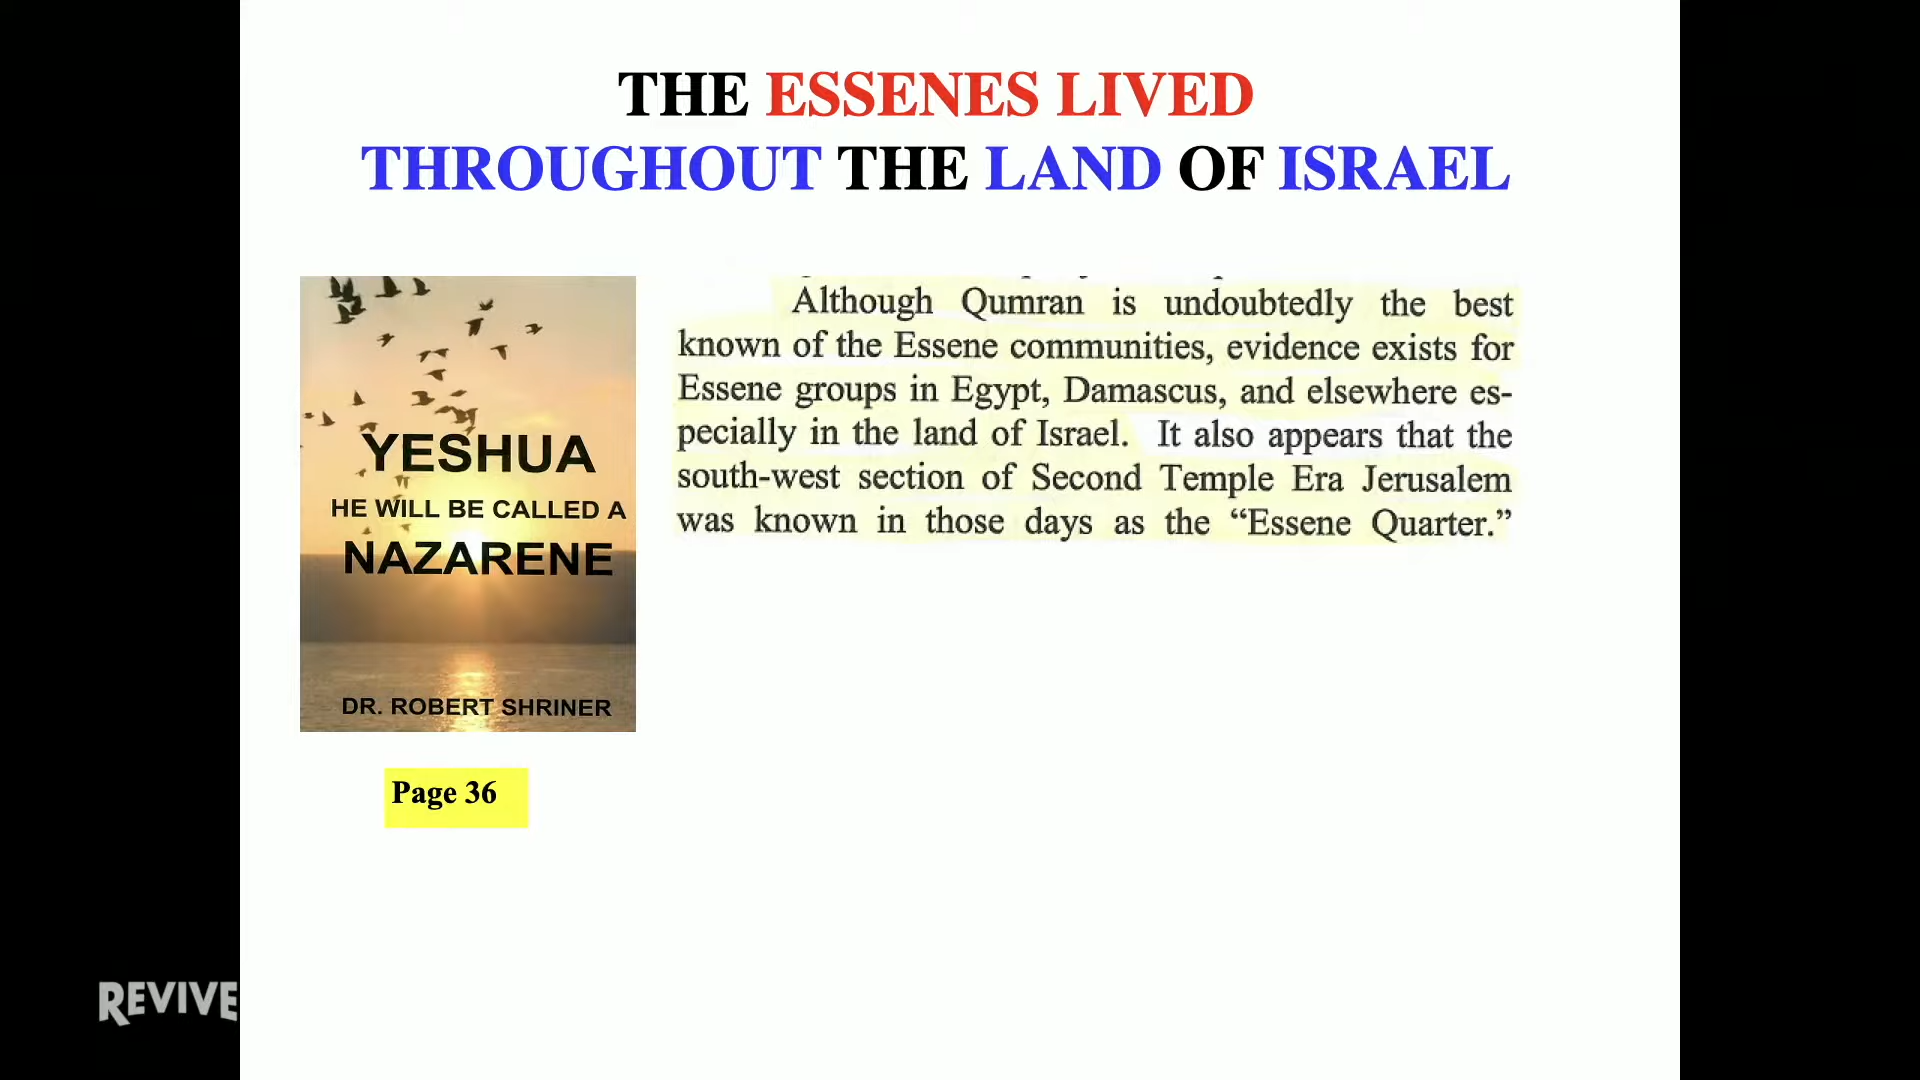 THE ESSENES LIVED
THROUGHOUT THE LAND OF ISRAEL
YESHUA
HE WILL BE CALLED A
NAZARENE
DR. ROBERT SHRINER
Page 36
Although Qumran is undoubtedly the best
known of the Essene communities, evidence exists for
Essene groups in Egypt, Damascus, and elsewhere es-
pecially in the land of Israel. It also appears that the
south-west section of Second Temple Era Jerusalem
was known in those days as the “Essene Quarter.”
REVIVE